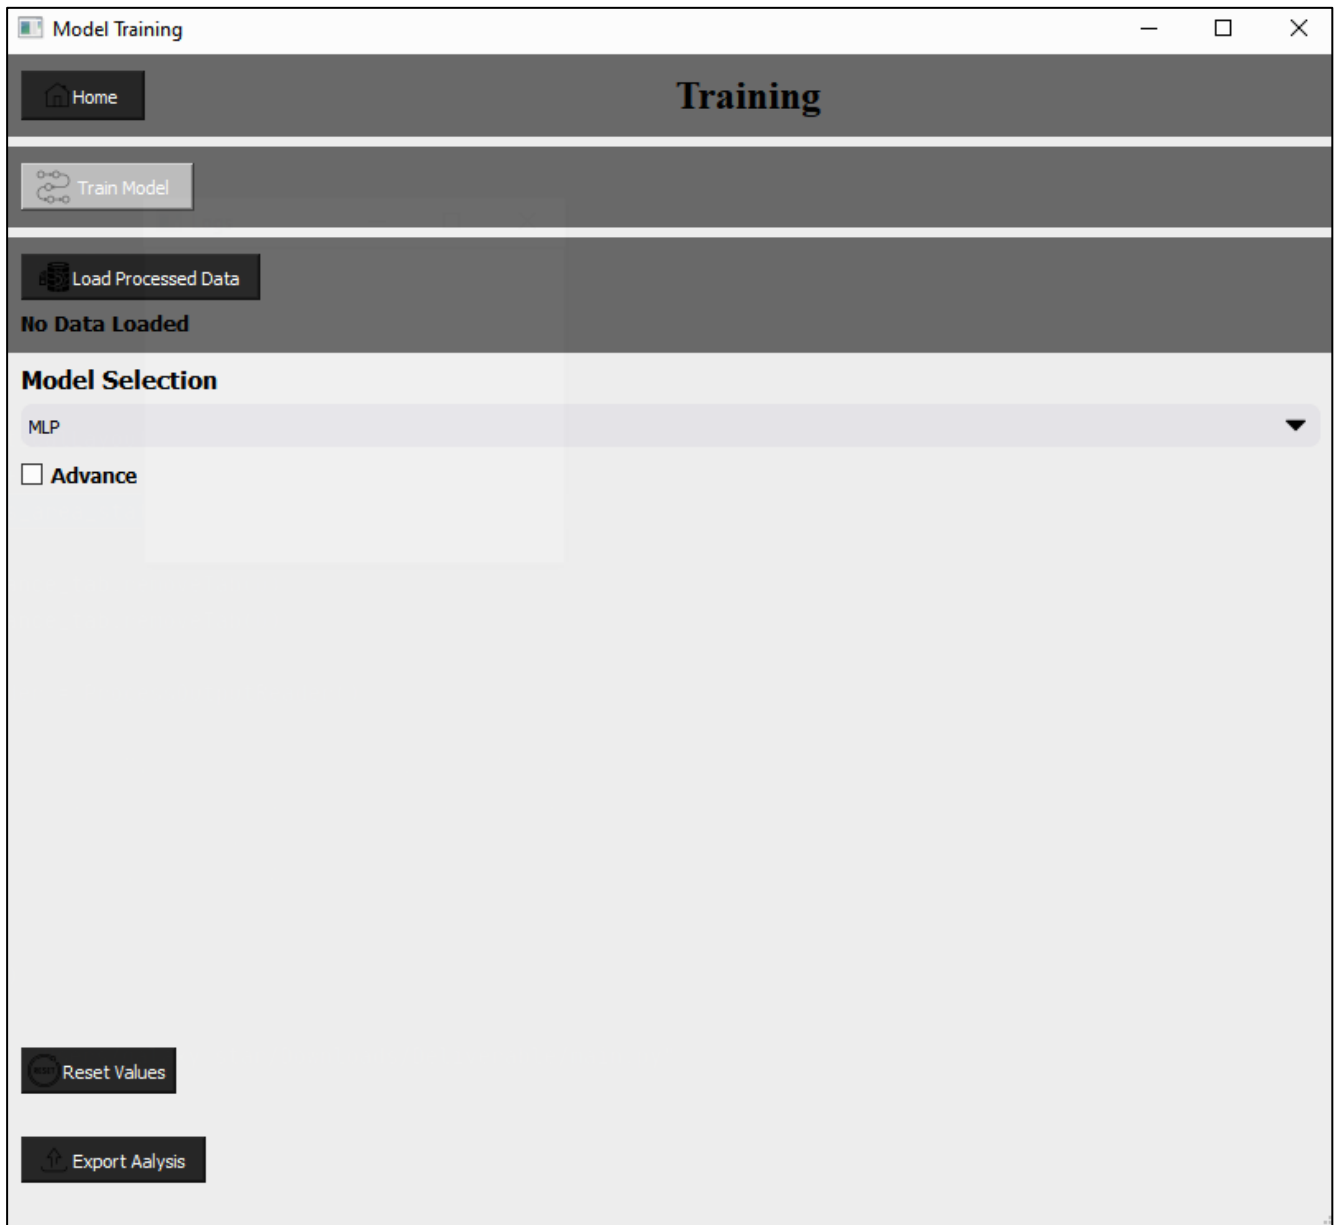 Model Training
Home
Training
Train Model
Load Processed Data
No Data Loaded
Model Selection
MLP
Advance
RESET
Reset Values
Export Aalysis